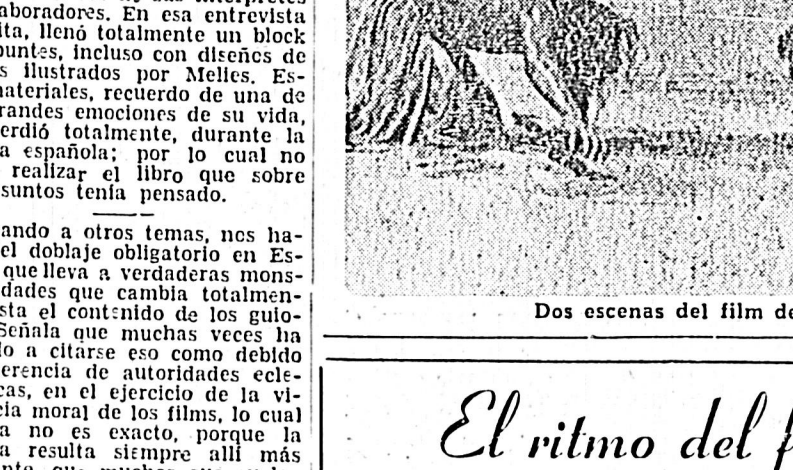 aboradores. En esa entrevista
ita, llenó totalmente un block
puntes, incluso con diseños de
s ilustrados por Melies. Es-
ateriales, recuerdo de una de
randes emociones de su vida,
erdió totalmente, durante la
a española; por lo cual no
realizar el libro que sobre
suntos tenía pensado.
ando a otros temas, nos ha-
el doblaje obligatorio en Es-
que lleva a verdaderas mons-
dades que cambia totalmen-
sta el contenido de los guio-
Señala que muchas veces ha
lo a citarse eso como debido
erencia de autoridades ecle-
cas, en el ejercicio de la vi-
cia moral de los films, lo cual
a no es exacto, porque la
a resulta siempre allí más
Dos escenas del film de
El ritmo del f